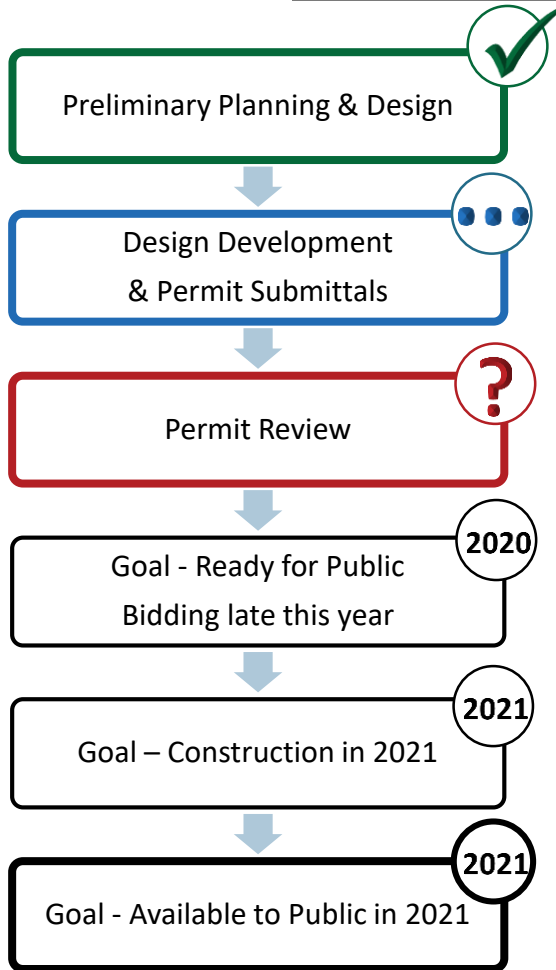 Preliminary Planning & Design
Design Development
& Permit Submittals
?
Permit Review
2020
Goal - Ready for Public
Bidding late this year
2021
Goal – Construction in 2021
2021
Goal - Available to Public in 2021